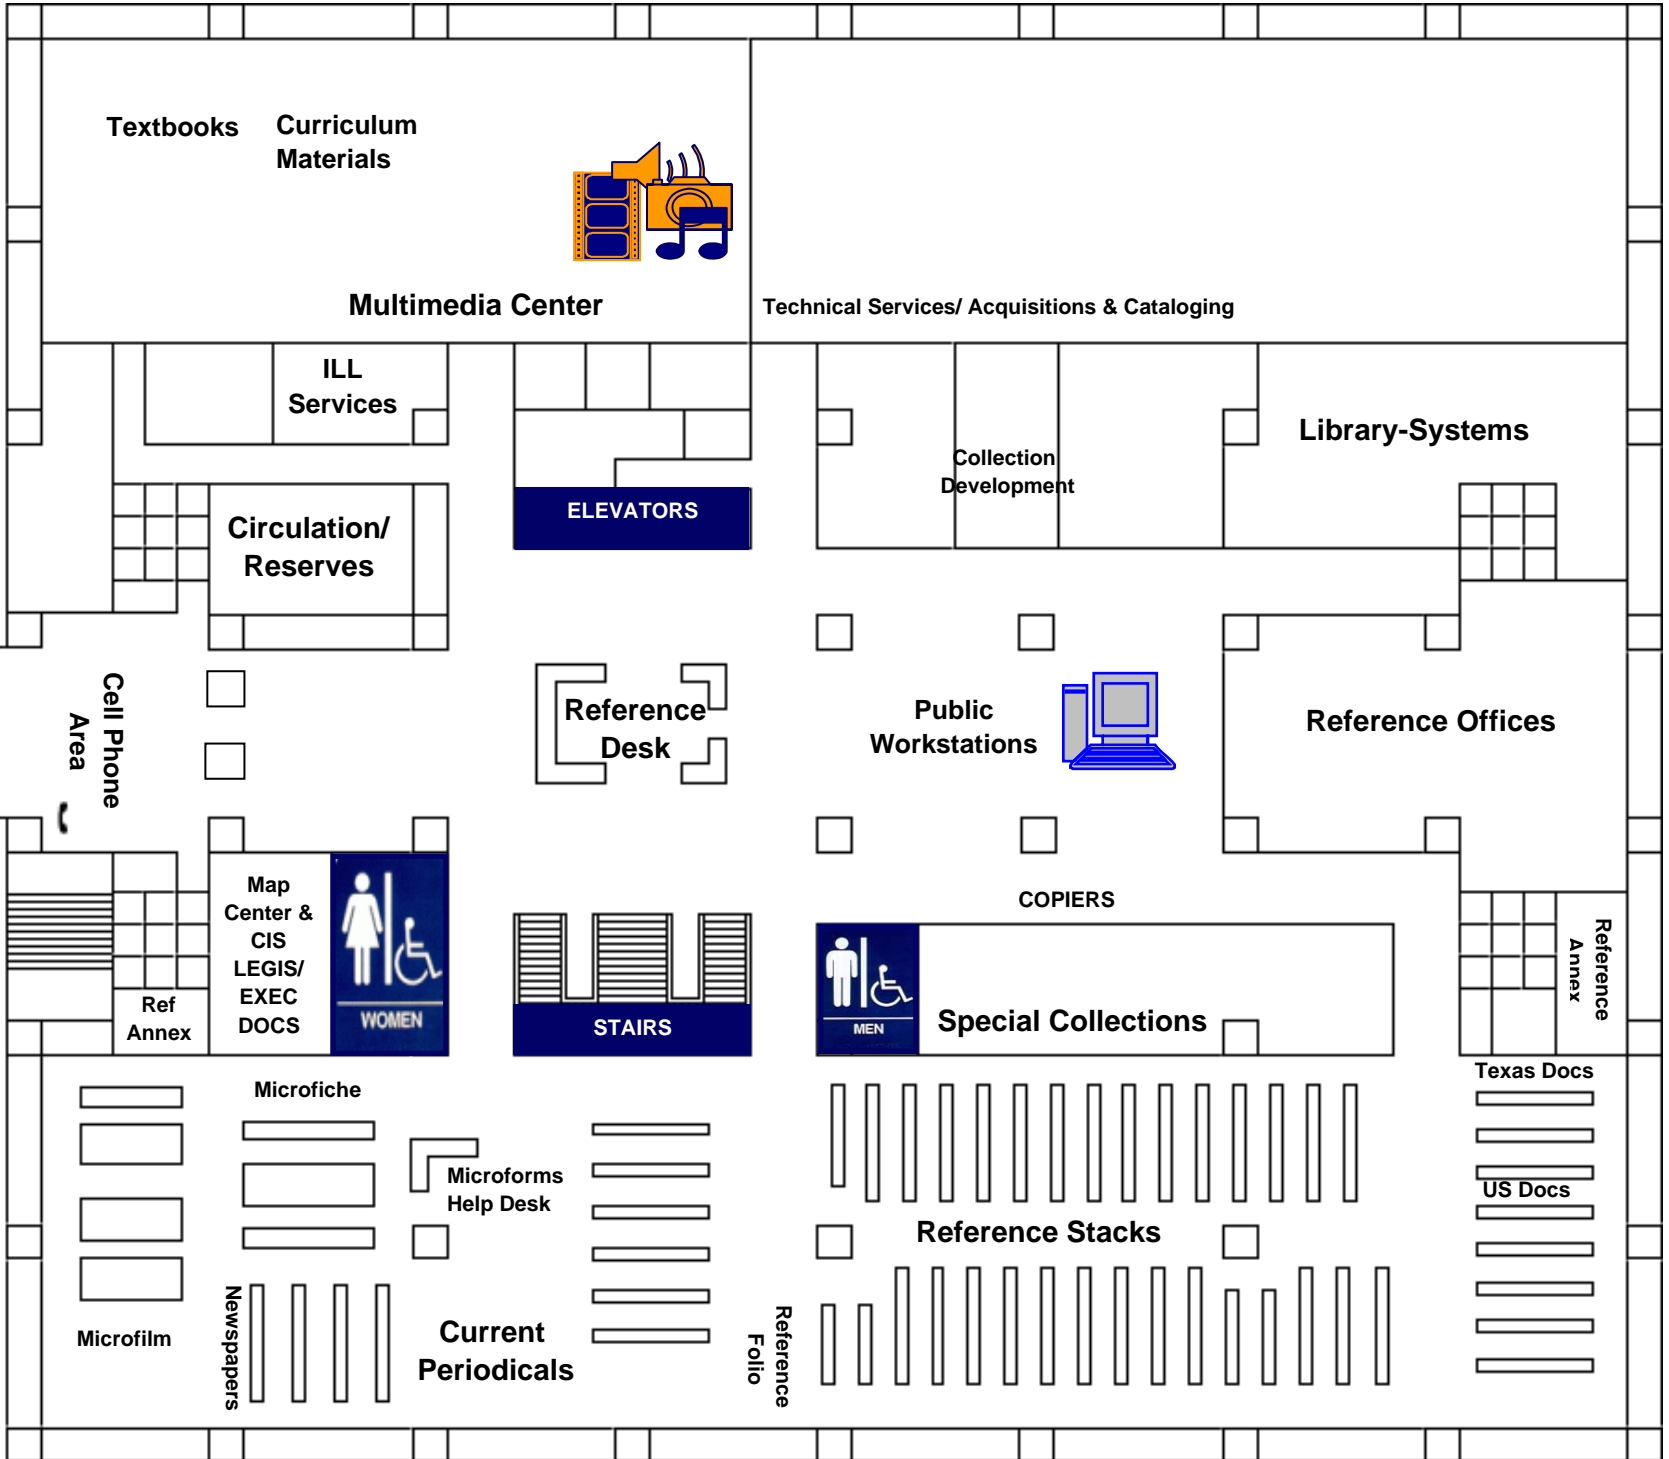 Textbooks
Curriculum
Materials
Multimedia Center
Technical Services/ Acquisitions & Cataloging
ILL
Services
Library-Systems
Collection
Development
ELEVATORS
Circulation/
Reserves
Cell Phone
Area
Reference
Desk
Public
Workstations
Reference Offices
Map
Center &
CIS
LEGIS/
EXEC
DOCS
WOMEN
STAIRS
COPIERS
MEN
Special Collections
Reference
Annex
Ref
Annex
Texas Docs
Microfiche
Microforms
Help Desk
US Docs
Reference Stacks
Newspapers
Microfilm
Current
Periodicals
Reference
Folio